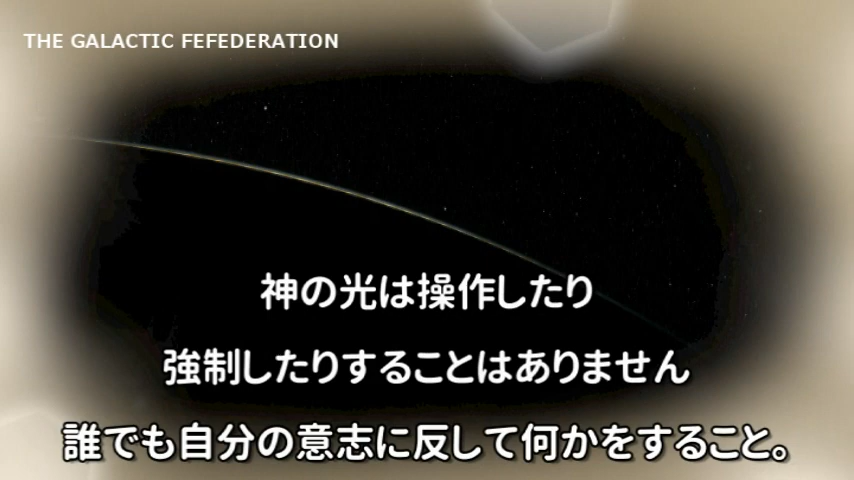 THE GALACTIC FEFEDERATION
神の光は操作したり
強制したりすることはありません
誰でも自分の意志に反して何かをすること。